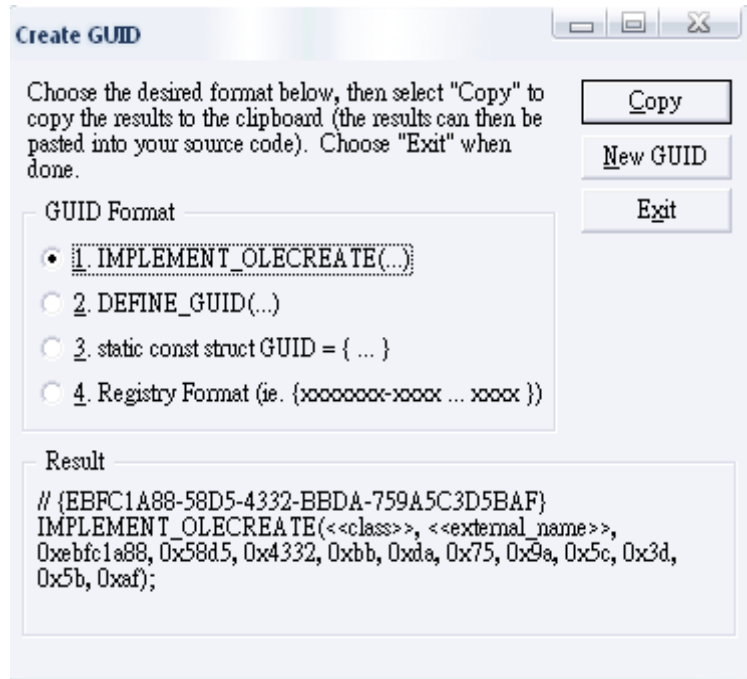 Create GUID
Choose the desired format below, then select "Copy" to
copy the results to the clipboard (the results can then be
pasted into your source code).  Choose "Exit" when
done.
Copy
New GUID
Exit
GUID Format
1. IMPLEMENT_OLECREATE(...)
2. DEFINE_GUID(...)
3. static const struct GUID = { ... }
4. Registry Format (ie. {xxxxxxxx-xxxx ... xxxx })
Result
// {EBFC1A88-58D5-4332-BBDA-759A5C3D5BAF}
IMPLEMENT_OLECREATE(<<class>>, <<external_name>>,
0xebfc1a88, 0x58d5, 0x4332, 0xbb, 0xda, 0x75, 0x9a, 0x5c, 0x3d,
0x5b, 0xaf);